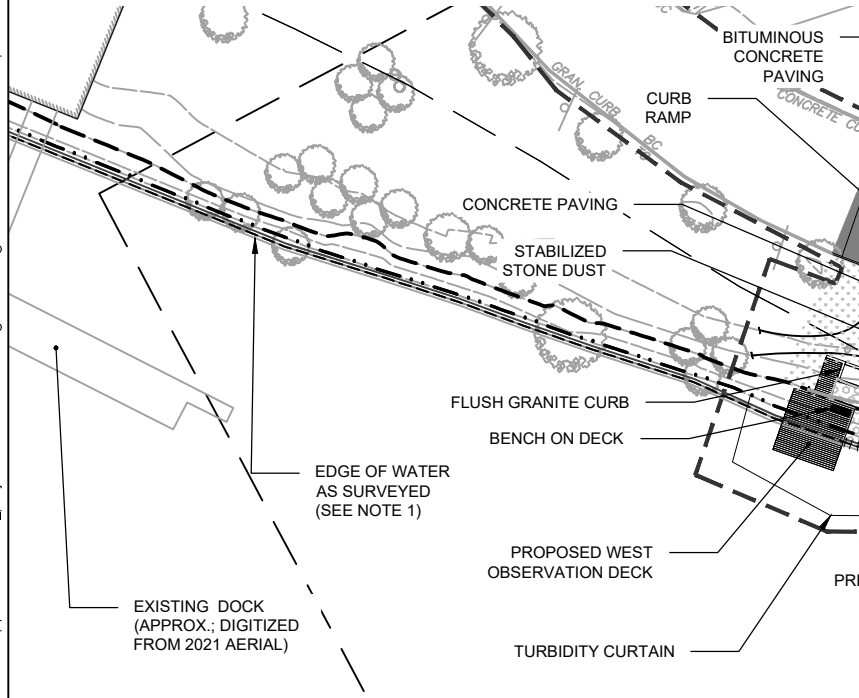 BITUMINOUS
CONCRETE
PAVING
GRAN. CURB
BC
CONCRETE CU
CURB
RAMP
CONCRETE PAVING
STABILIZED
STONE DUST
FLUSH GRANITE CURB
BENCH ON DECK
EDGE OF WATER
AS SURVEYED
(SEE NOTE 1)
PROPOSED WEST
OBSERVATION DECK
PRE
EXISTING DOCK
(APPROX.; DIGITIZED
FROM 2021 AERIAL)
TURBIDITY CURTAIN